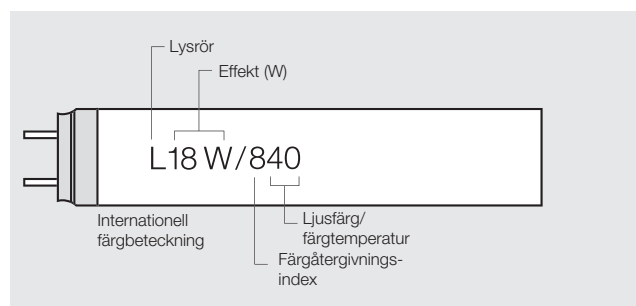 Lysrör
Effekt (W)
L18 W/840
Internationell
färgbeteckning
Ljusfärg/
färgtemperatur
Färgåtergivnings-
index